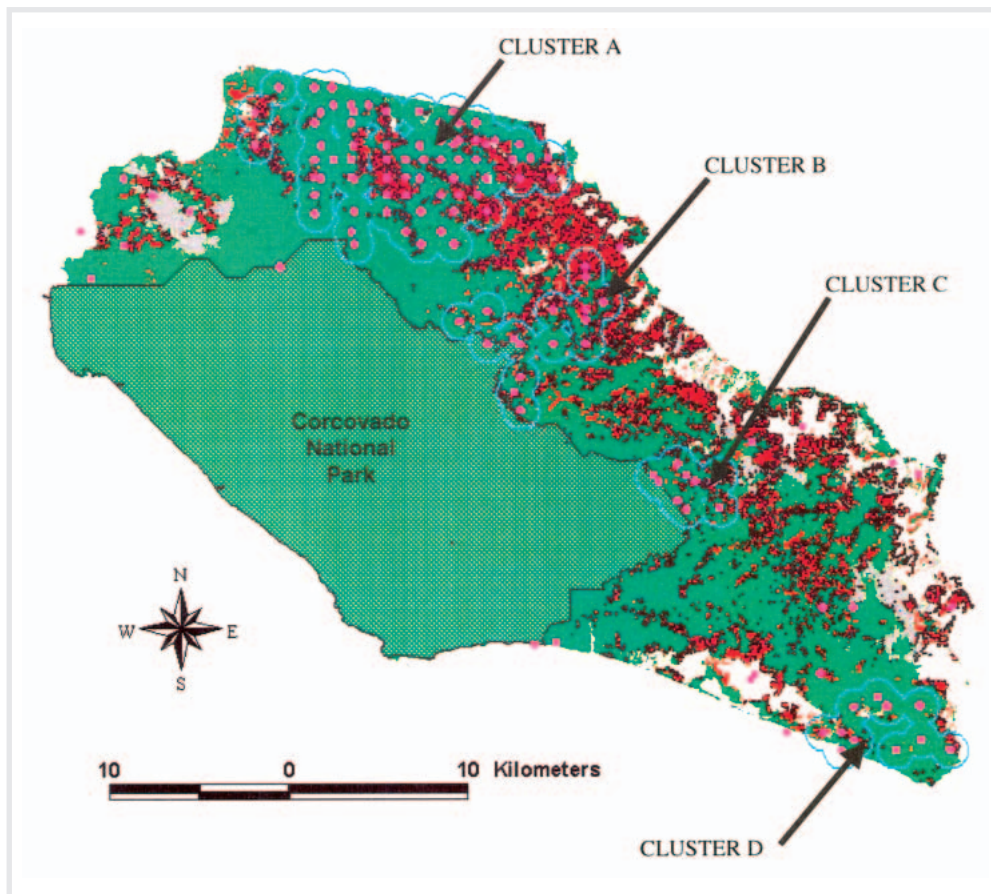 CLUSTER A
CLUSTER B
CLUSTER C
Corcovado
National
Park
N
W E
S
10 0 10 Kilometers
CLUSTER D